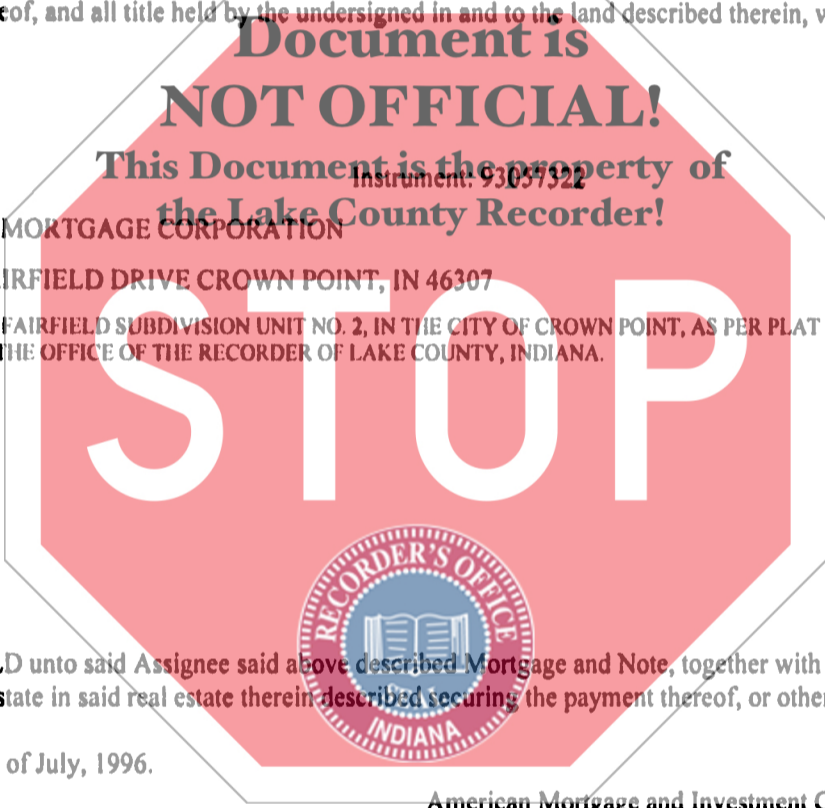 eof, and all title held by the undersigned in and to the land described therein, w
Document is
NOT OFFICIAL!
This Document is the property of
Instrument: 93057322
the Lake County Recorder!
MORTGAGE CORPORATION
IRFIELD DRIVE CROWN POINT, IN 46307
FAIRFIELD SUBDIVISION UNIT NO. 2, IN THE CITY OF CROWN POINT, AS PER PLAT
THE OFFICE OF THE RECORDER OF LAKE COUNTY, INDIANA.
STOP
RECORDER'S OFFICE
LD unto said Assignee said above described Mortgage and Note, together with
state in said real estate therein described securing the payment thereof, or other
INDIANA
of July, 1996.
American Mortgage and Investment C